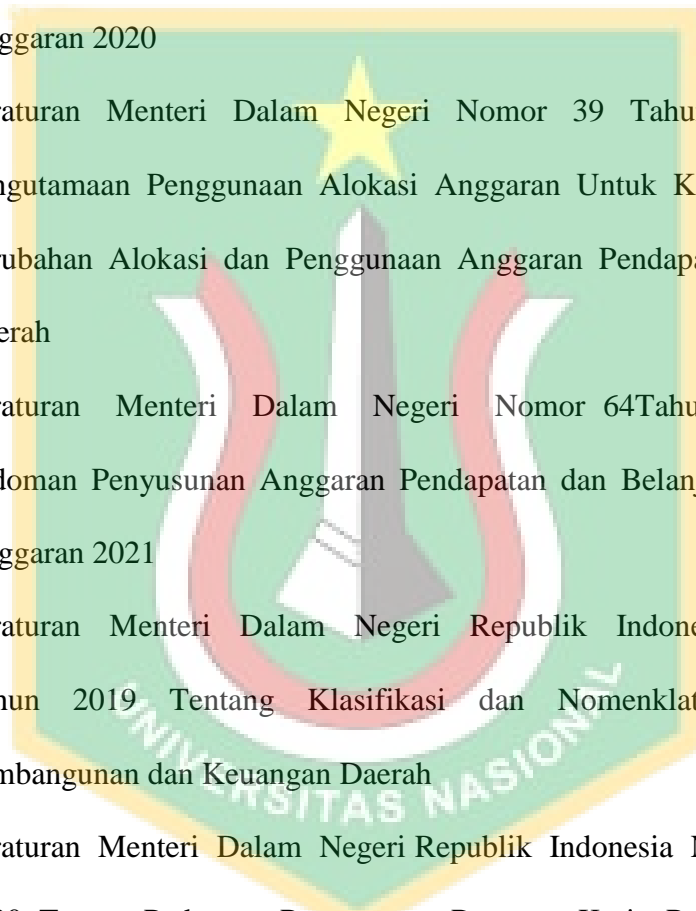 ggaran 2020
raturan Menteri Dalam Negeri Nomor 39 Tahu
ngutamaan Penggunaan Alokasi Anggaran Untuk K
rubahan Alokasi dan Penggunaan Anggaran Pendapa
erah
raturan Menteri Dalam Negeri Nomor 64Tahu
doman Penyusunan Anggaran Pendapatan dan Belanj
ggaran 2021
raturan Menteri Dalam Negeri Republik Indone
hun 2019 Tentang Klasifikasi dan Nomenklat
mbangunan dan Keuangan Daerah
raturan Menteri Dalam Negeri Republik Indonesia N
UNIVERSITAS NASIONAL